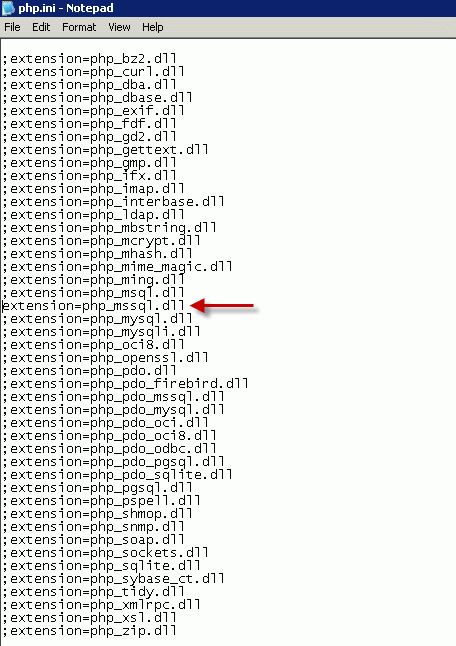 php.ini - Notepad
File Edit Format View Help
;extension=php_bz2.dll
;extension=php_curl.dll
;extension=php_dba.dll
;extension=php_dbase.dll
;extension=php_exif.dll
;extension=php_fdf.dll
;extension=php_gd2.dll
;extension=php_gettext.dll
;extension=php_gmp.dll
;extension=php_ifx.dll
;extension=php_imap.dll
;extension=php_interbase.dll
;extension=php_ldap.dll
;extension=php_mbstring.dll
;extension=php_mcrypt.dll
;extension=php_mhash.dll
;extension=php_mime_magic.dll
;extension=php_ming.dll
;extension=php_msql.dll
extension=php_mssql.dll
;extension=php_mysql.dll
;extension=php_mysqli.dll
;extension=php_oci8.dll
;extension=php_openssl.dll
;extension=php_pdo.dll
;extension=php_pdo_firebird.dll
;extension=php_pdo_mssql.dll
;extension=php_pdo_mysql.dll
;extension=php_pdo_oci.dll
;extension=php_pdo_oci8.dll
;extension=php_pdo_odbc.dll
;extension=php_pdo_pgsql.dll
;extension=php_pdo_sqlite.dll
;extension=php_pgsql.dll
;extension=php_pspell.dll
;extension=php_shmop.dll
;extension=php_snmp.dll
;extension=php_soap.dll
;extension=php_sockets.dll
;extension=php_sqlite.dll
;extension=php_sybase_ct.dll
;extension=php_tidy.dll
;extension=php_xmlrpc.dll
;extension=php_xsl.dll
;extension=php_zip.dll